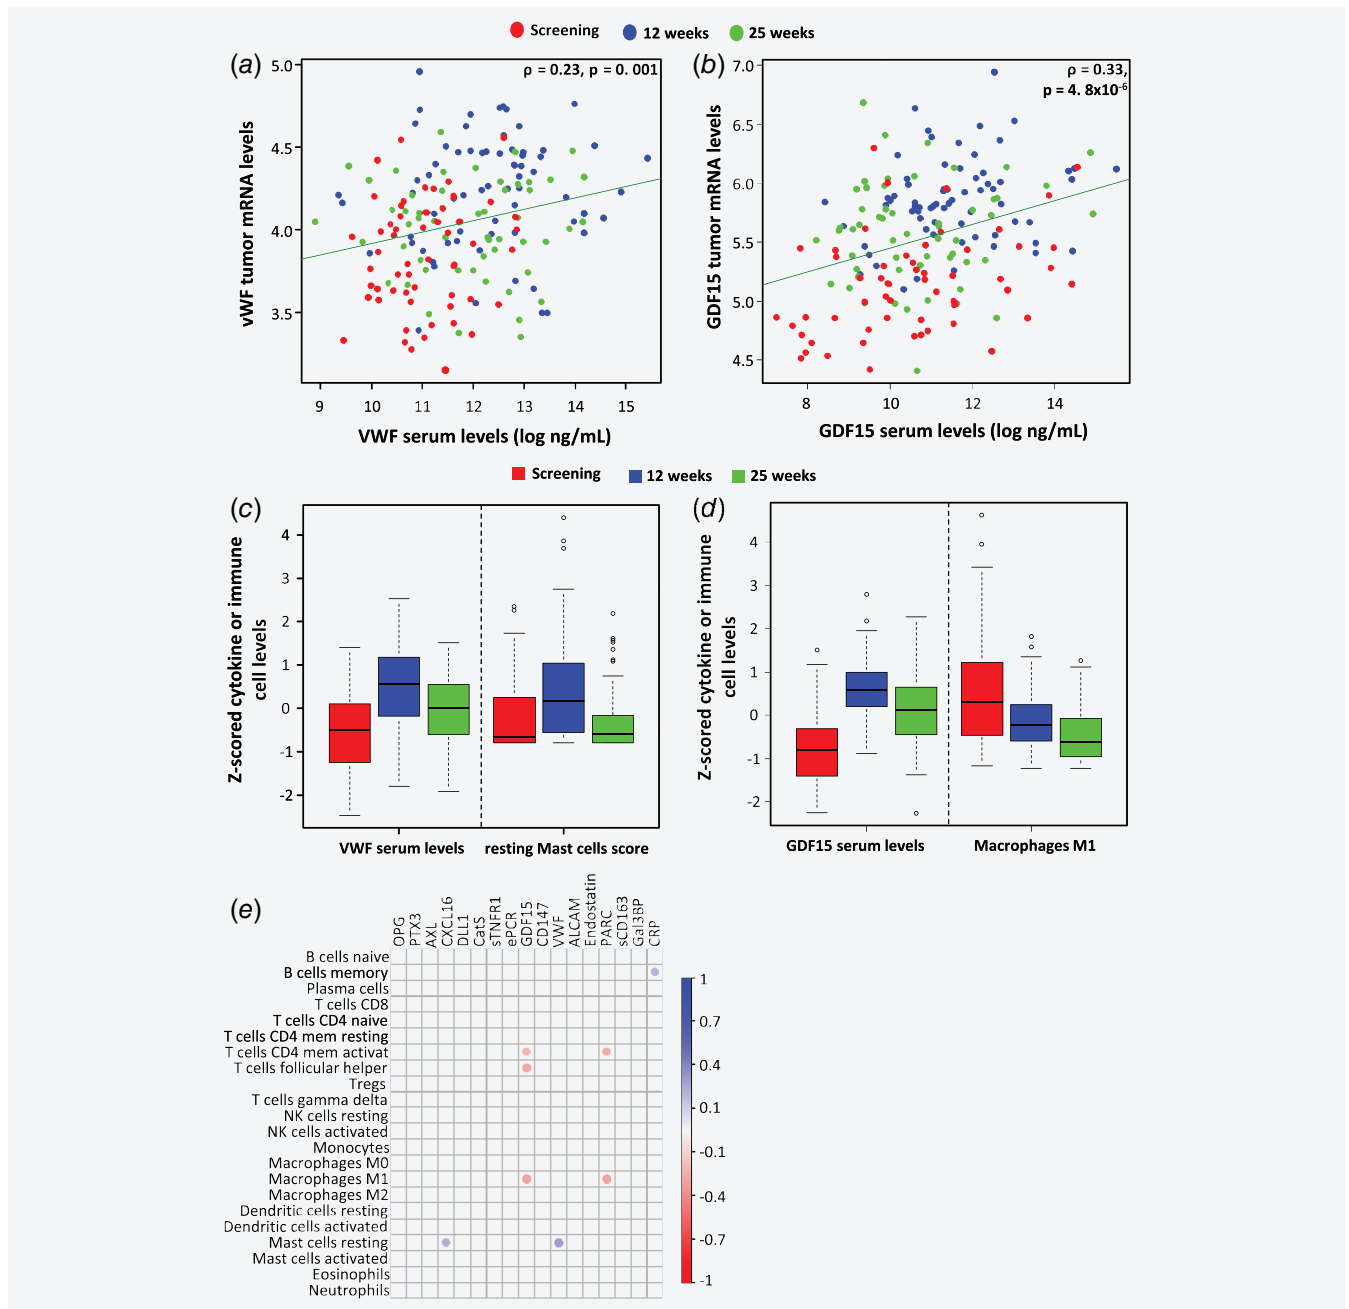 Screening 12 weeks 25 weeks
(a)
ρ = 0.23, p = 0. 001
vWF tumor mRNA levels
5.0
4.5
4.0
3.5
9 10 11 12 13 14 15
VWF serum levels (log ng/mL)
(b)
ρ = 0.33,
p = 4. 8x10-6
GDF15 tumor mRNA levels
7.0
6.5
6.0
5.5
5.0
4.5
8 10 12 14
GDF15 serum levels (log ng/mL)
Screening 12 weeks 25 weeks
(c)
Z-scored cytokine or immune
cell levels
4
3
2
1
0
-1
-2
VWF serum levels resting Mast cells score
(d)
Z-scored cytokine or immune
cell levels
4
3
2
1
0
-1
-2
GDF15 serum levels Macrophages M1
(e)
OPG
PTX3
AXL
CXCL16
DLL1
CatS
sTNFR1
ePCR
GDF15
CD147
VWF
ALCAM
Endostatin
PARC
sCD163
Gal3BP
CRP
B cells naive
B cells memory
Plasma cells
T cells CD8
T cells CD4 naive
T cells CD4 mem resting
T cells CD4 mem activat
T cells follicular helper
Tregs
T cells gamma delta
NK cells resting
NK cells activated
Monocytes
Macrophages M0
Macrophages M1
Macrophages M2
Dendritic cells resting
Dendritic cells activated
Mast cells resting
Mast cells activated
Eosinophils
Neutrophils
1
0.7
0.4
0.1
-0.1
-0.4
-0.7
-1